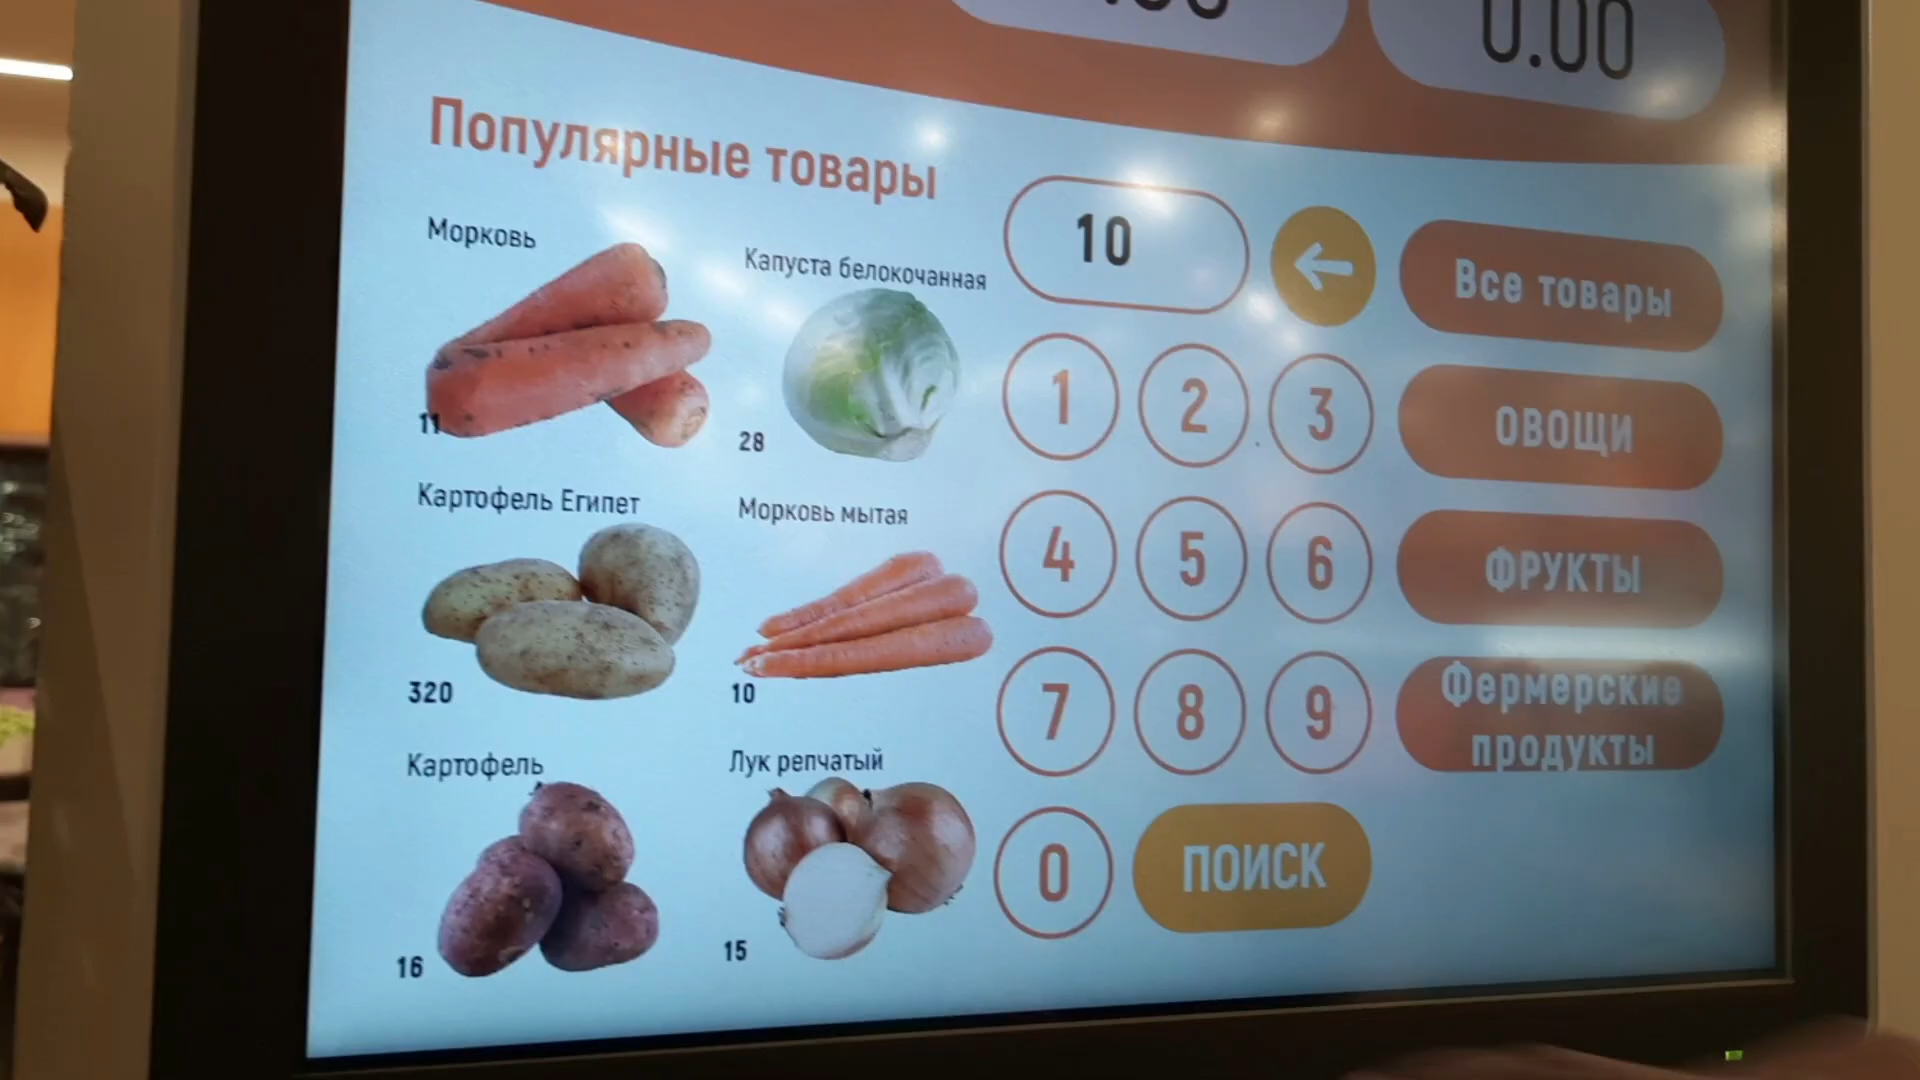 0.00
Популярные товары
Морковь
11
Капуста белокочанная
28
Картофель Египет
320
Морковь мытая
10
Картофель
16
Лук репчатый
15
10
←
1 2 3
4 5 6
7 8 9
0 ПОИСК
Все товары
ОВОЩИ
ФРУКТЫ
Фермерские
продукты